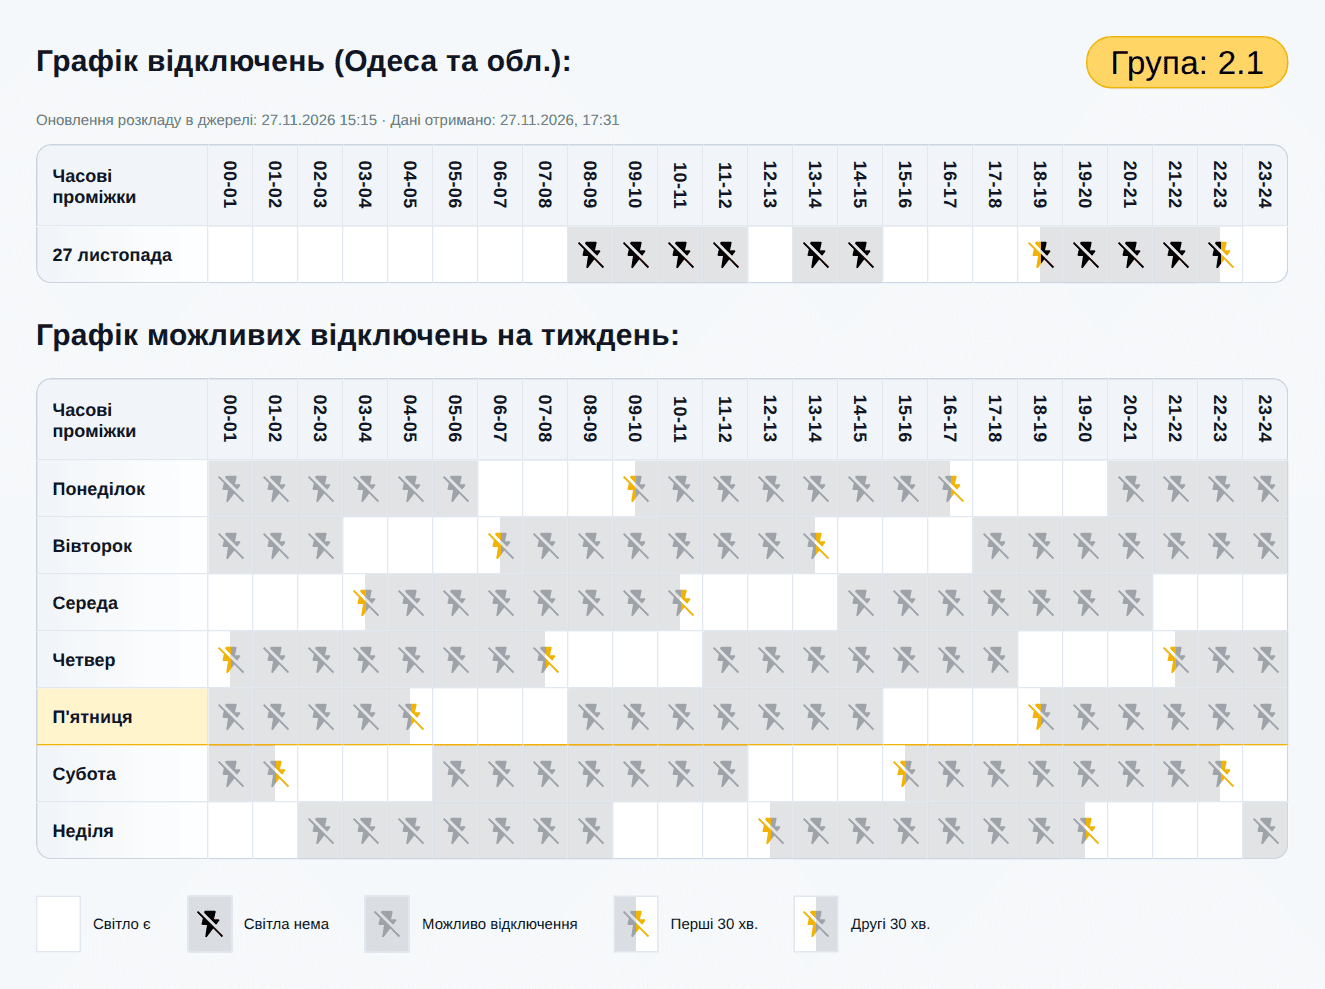 Графік відключень (Одеса та обл.):
Група: 2.1
Оновлення розкладу в джерелі: 27.11.2026 15:15 · Дані отримано: 27.11.2026, 17:31
Часові проміжки 00-01 01-02 02-03 03-04 04-05 05-06 06-07 07-08 08-09 09-10 10-11 11-12 12-13 13-14 14-15 15-16 16-17 17-18 18-19 19-20 20-21 21-22 22-23 23-24
27 листопада
Графік можливих відключень на тиждень:
Часові проміжки 00-01 01-02 02-03 03-04 04-05 05-06 06-07 07-08 08-09 09-10 10-11 11-12 12-13 13-14 14-15 15-16 16-17 17-18 18-19 19-20 20-21 21-22 22-23 23-24
Понеділок
Вівторок
Середа
Четвер
П'ятниця
Субота
Неділя
Світло є Світла нема Можливо відключення Перші 30 хв. Другі 30 хв.